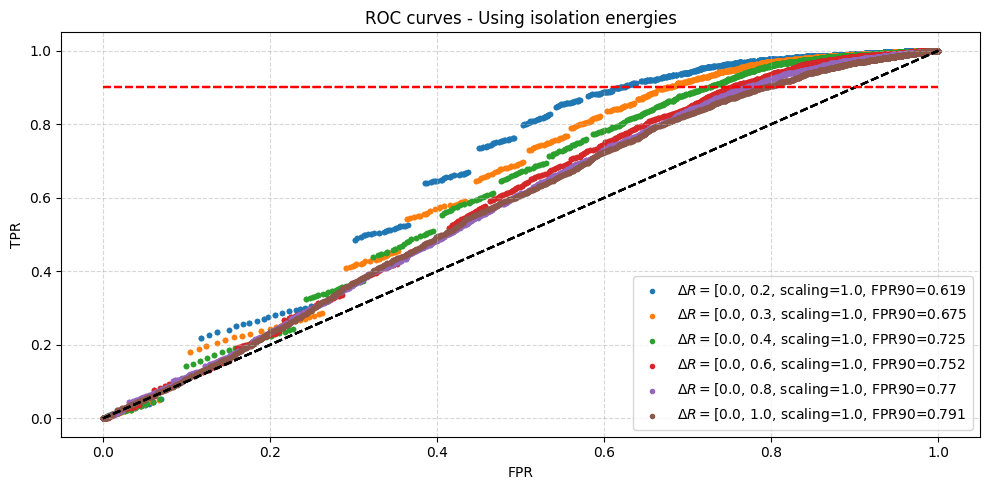 ROC curves - Using isolation energies
TPR
1.0
0.8
0.6
0.4
0.2
0.0
ΔR = [0.0, 0.2, scaling=1.0, FPR90=0.619
ΔR = [0.0, 0.3, scaling=1.0, FPR90=0.675
ΔR = [0.0, 0.4, scaling=1.0, FPR90=0.725
ΔR = [0.0, 0.6, scaling=1.0, FPR90=0.752
ΔR = [0.0, 0.8, scaling=1.0, FPR90=0.77
ΔR = [0.0, 1.0, scaling=1.0, FPR90=0.791
0.0 0.2 0.4 0.6 0.8 1.0
FPR